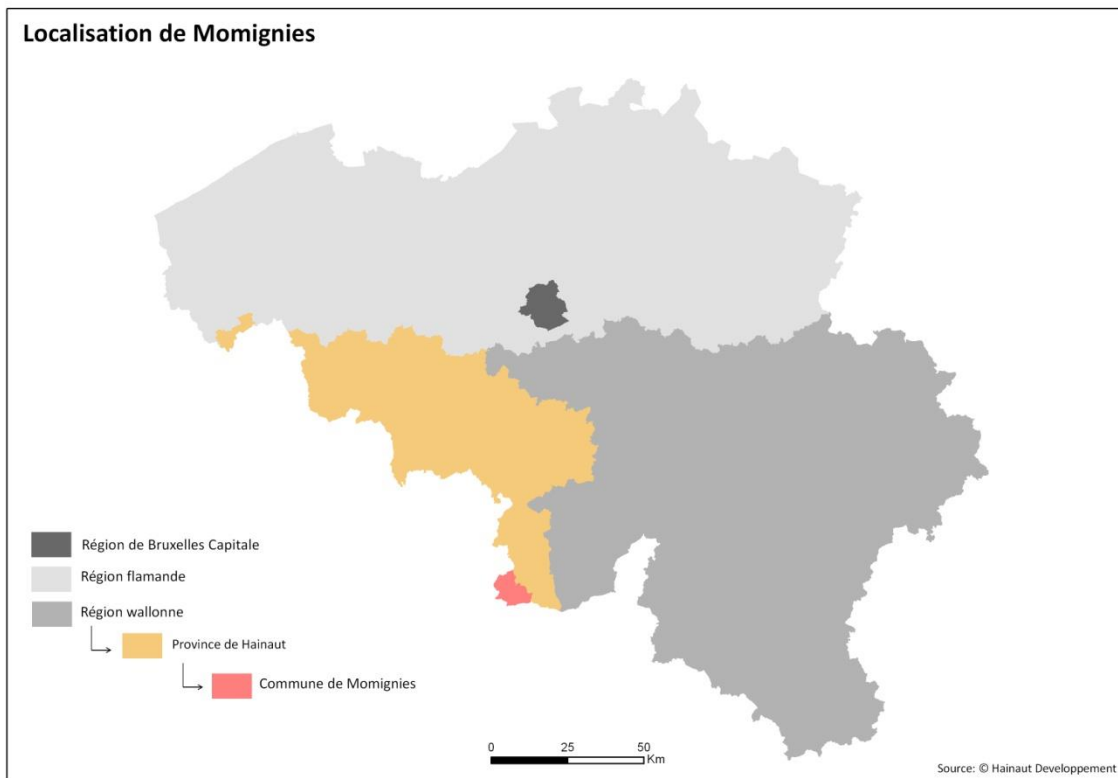 Localisation de Momignies
Région de Bruxelles Capitale
Région flamande
Région wallonne
Province de Hainaut
Commune de Momignies
0 25 50
Km
Source: © Hainaut Developpement